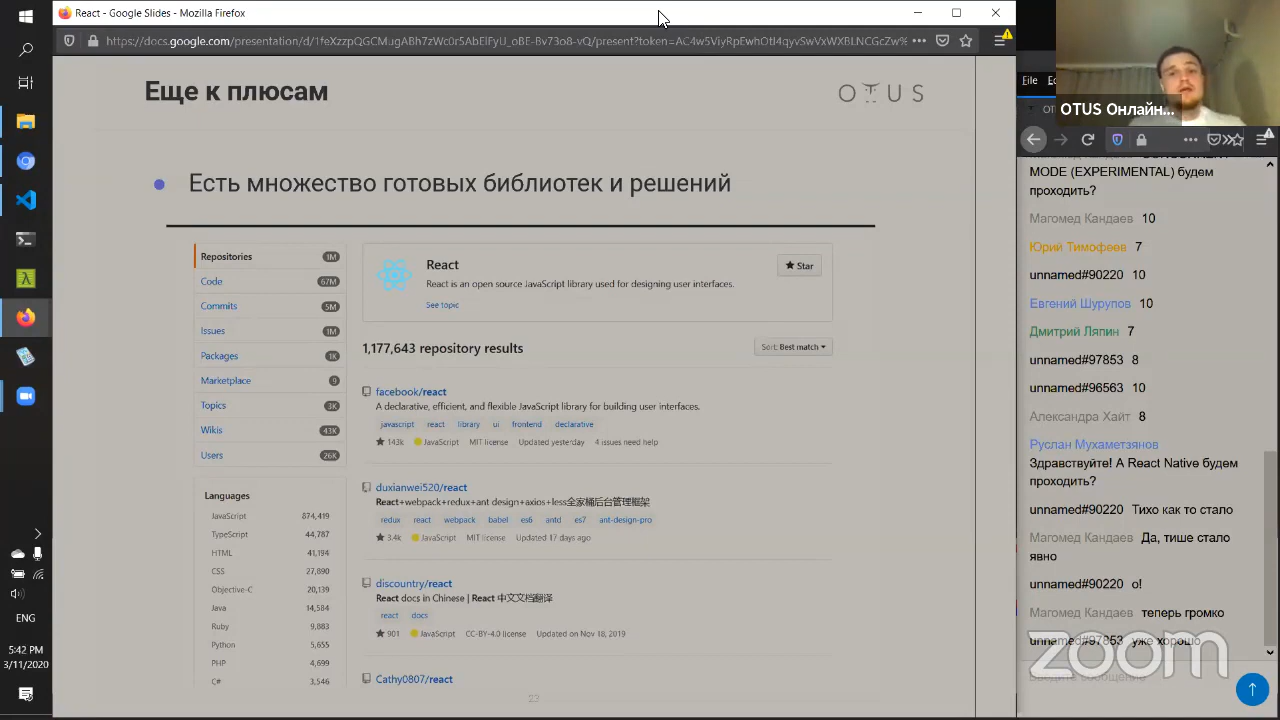 React - Google Slides - Mozilla Firefox
Еще к плюсам
OTUS
Есть множество готовых библиотек и решений
Repositories 1M
Code 67M
Commits 5M
Issues 1M
Packages 1K
Marketplace 9
Topics 3K
Wikis 43K
Users 26K
Languages
JavaScript 874,419
TypeScript 44,787
HTML 41,194
CSS 27,890
Objective-C 20,139
Java 14,584
Ruby 9,883
Python 5,655
PHP 4,699
C# 3,546
React
Star
React is an open source JavaScript library used for designing user interfaces.
See topic
1,177,643 repository results
Sort: Best match
facebook/react
A declarative, efficient, and flexible JavaScript library for building user interfaces.
javascript react library ui frontend declarative
143k JavaScript MIT license Updated yesterday 4 issues need help
duxianwei520/react
React+webpack+redux+ant design+axios+less全家桶后台管理框架
redux react webpack babel es6 antd es7 ant-design-pro
3.4k JavaScript MIT license Updated 17 days ago
discountry/react
React docs in Chinese | React 中文文档翻译
react docs
901 JavaScript CC-BY-4.0 license Updated on Nov 18, 2019
Cathy0807/react
23
File
OTUS Онлайн...
MODE (EXPERIMENTAL) будем
проходить?
Магомед Кандаев 10
Юрий Тимофеев 7
unnamed#90220 10
Евгений Шурупов 10
Дмитрий Ляпин 7
unnamed#97853 8
unnamed#96563 10
Александра Хайт 8
Руслан Мухаметзянов
Здравствуйте! А React Native будем
проходить?
unnamed#90220 Тихо как то стало
Магомед Кандаев Да, тише стало
явно
unnamed#90220 о!
Магомед Кандаев теперь громко
unnamed#97853 уже хорошо
Введите сообщение
zoom
ENG
5:42 PM
3/11/2020